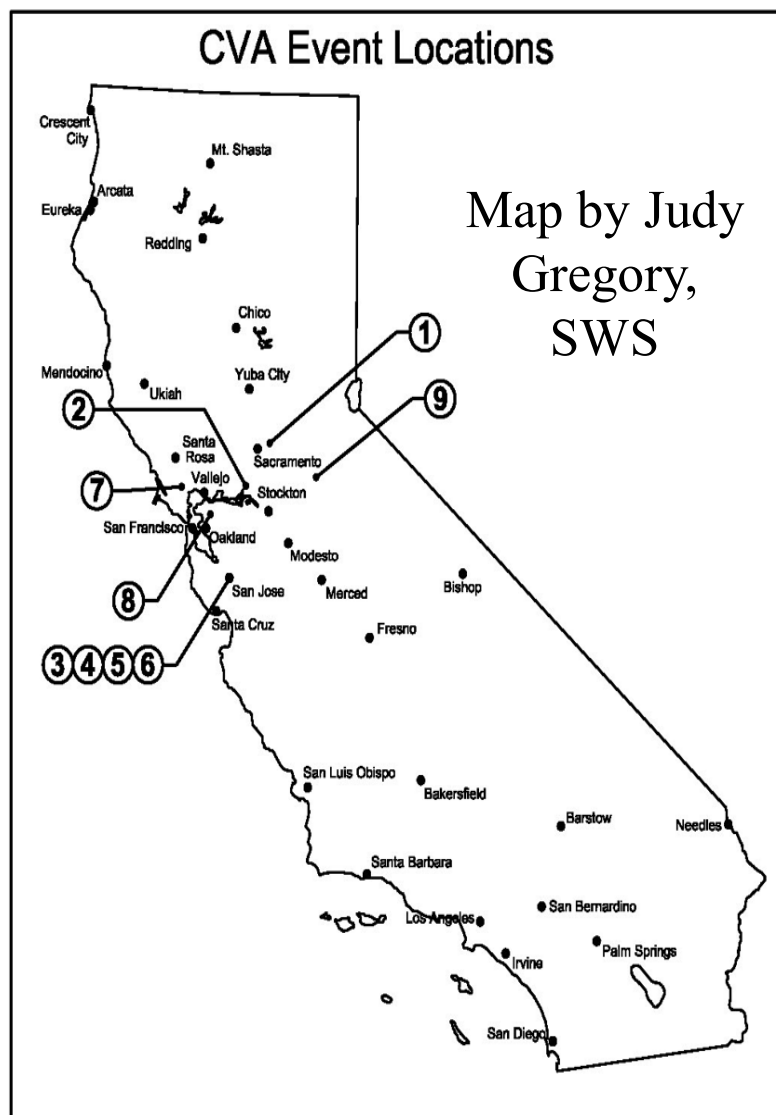 CVA Event Locations
Crescent
City
Mt. Shasta
Arcata
Eureka
Redding
Map by Judy
Gregory,
SWS
Chico
1
Mendocino
Ukiah
Yuba City
2
9
Santa
Rosa
Sacramento
7
Vallejo
Stockton
San Francisco
Oakland
Modesto
8
San Jose
Merced
Bishop
Santa Cruz
Fresno
3 4 5 6
San Luis Obispo
Bakersfield
Barstow
Needles
Santa Barbara
San Bernardino
Los Angeles
Palm Springs
Irvine
San Diego